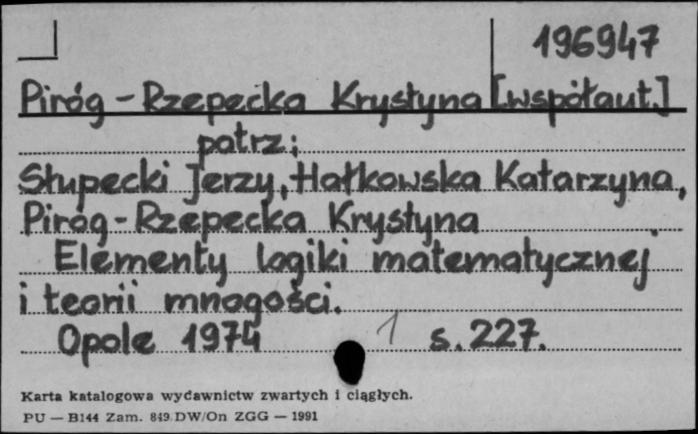 196947
Piróg-Rzepecka Krystyna [współaut.]
patrz:
Słupecki Jerzy, Hałkowska Katarzyna,
Piróg-Rzepecka Krystyna
Elementy logiki matematycznej
i teorii mnogości.
Opole 1974 1 s. 227.
Karta katalogowa wydawnictw zwartych i ciągłych.
PU — B144 Zam. 849 DW/On ZGG — 1991